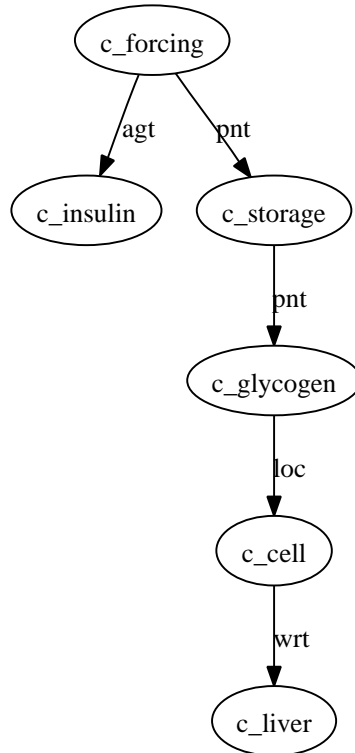 c_forcing
agt
pnt
c_insulin
c_storage
pnt
c_glycogen
loc
c_cell
wrt
c_liver